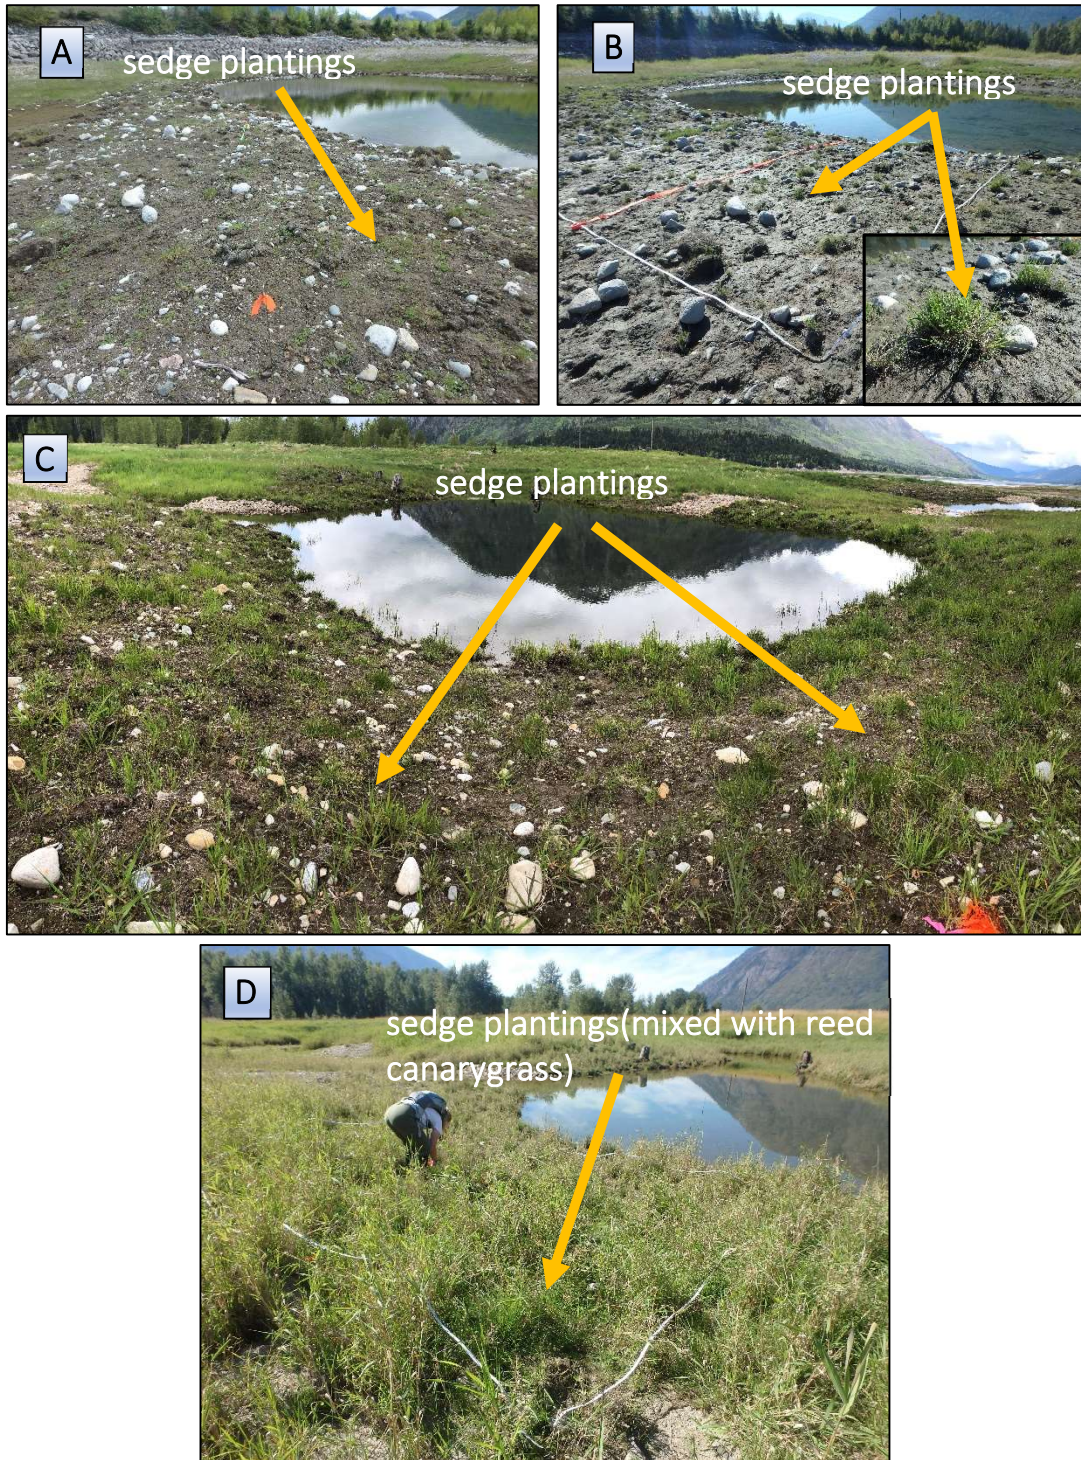 A
sedge plantings
B
sedge plantings
C
sedge plantings
D
sedge plantings(mixed with reed
canarygrass)